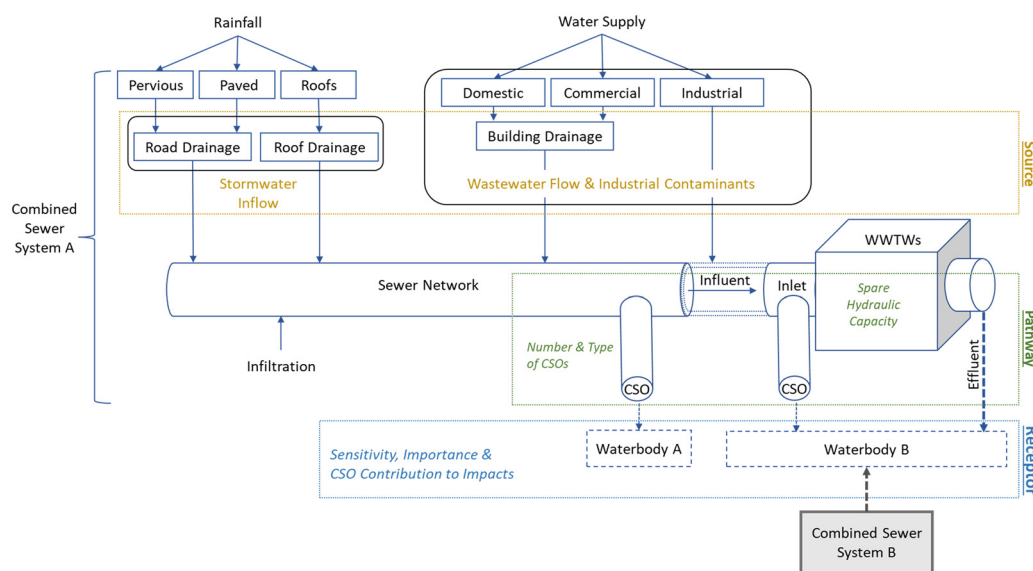 Rainfall
Water Supply
Pervious
Paved
Roofs
Domestic
Commercial
Industrial
Road Drainage
Roof Drainage
Building Drainage
Stormwater
Inflow
Wastewater Flow & Industrial Contaminants
Source
Combined
Sewer
System A
Sewer Network
Influent
Inlet
WWTWs
Spare
Hydraulic
Capacity
Pathway
Infiltration
Number & Type
of CSOs
CSO
CSO
Effluent
Sensitivity, Importance &
CSO Contribution to Impacts
Waterbody A
Waterbody B
Receptor
Combined Sewer
System B